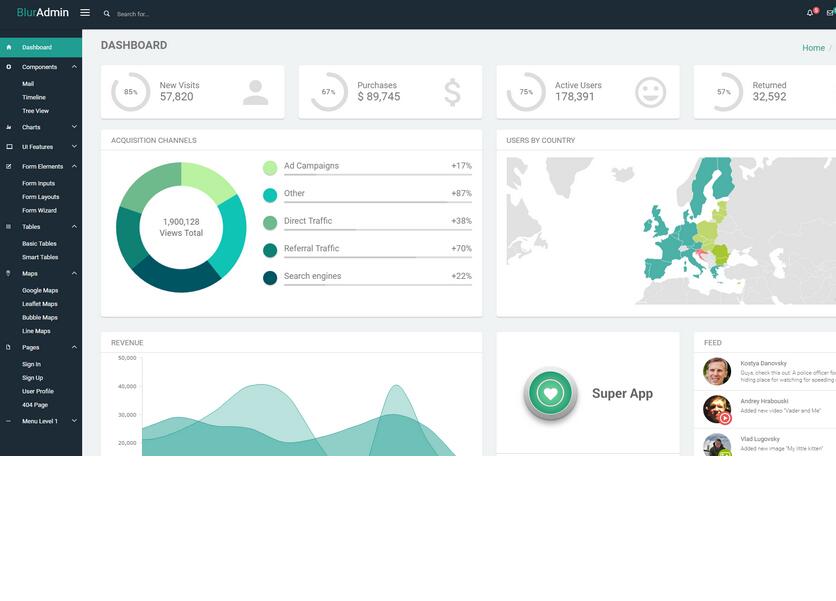 BlurAdmin
Search for...
5
Dashboard
Components
Mail
Timeline
Tree View
Charts
UI Features
Form Elements
Form Inputs
Form Layouts
Form Wizard
Tables
Basic Tables
Smart Tables
Maps
Google Maps
Leaflet Maps
Bubble Maps
Line Maps
Pages
Sign In
Sign Up
User Profile
404 Page
Menu Level 1
DASHBOARD
Home /
85%
New Visits
57,820
67%
Purchases
$ 89,745
75%
Active Users
178,391
57%
Returned
32,592
ACQUISITION CHANNELS
1,900,128
Views Total
Ad Campaigns +17%
Other +87%
Direct Traffic +38%
Referral Traffic +70%
Search engines +22%
USERS BY COUNTRY
REVENUE
50,000
40,000
30,000
20,000
Super App
FEED
Kostya Danovsky
Guys, check this out: A police officer fo
hiding place for watching for speeding
Andrey Hrabouski
Added new video "Vader and Me"
Vlad Lugovsky
Added new image "My little kitten"